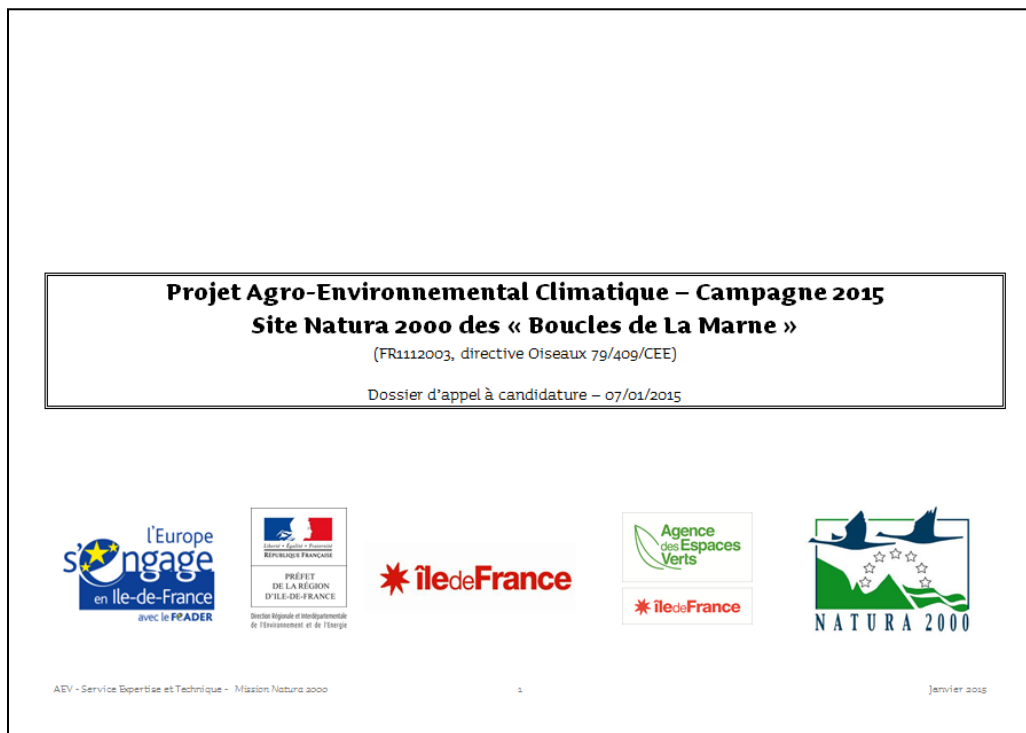 Projet Agro-Environnemental Climatique – Campagne 2015
Site Natura 2000 des « Boucles de La Marne »
(FR1112003, directive Oiseaux 79/409/CEE)
Dossier d'appel à candidature – 07/01/2015
l'Europe
s'engage
en Ile-de-France
avec le FEADER
Liberté • Égalité • Fraternité
RÉPUBLIQUE FRANÇAISE
PRÉFET
DE LA RÉGION
D'ILE-DE-FRANCE
Direction Régionale et Interdépartementale
de l'Environnement et de l'Energie
îledeFrance
Agence
des Espaces
Verts
îledeFrance
NATURA 2000
AEV - Service Expertise et Technique - Mission Natura 2000
1
Janvier 2015